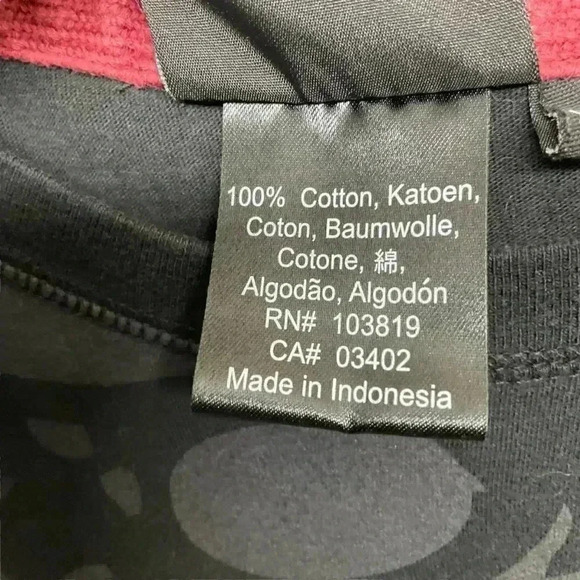 100% Cotton, Katoen,
Coton, Baumwolle,
Cotone, 綿,
Algodão, Algodón
RN# 103819
CA# 03402
Made in Indonesia